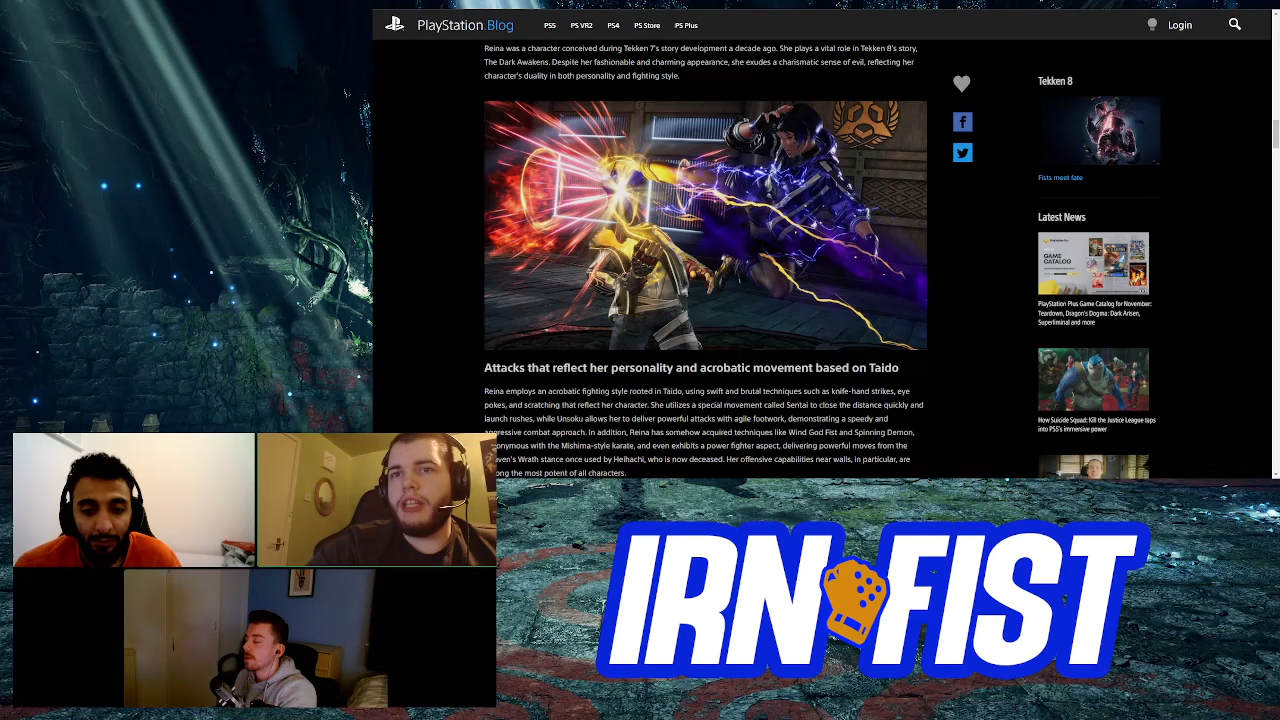 PlayStation.Blog
PS5
PS VR2
PS4
PS Store
PS Plus
Login
Reina was a character conceived during Tekken 7's story development a decade ago. She plays a vital role in Tekken 8's story,
The Dark Awakens. Despite her fashionable and charming appearance, she exudes a charismatic sense of evil, reflecting her
character's duality in both personality and fighting style.
Attacks that reflect her personality and acrobatic movement based on Taido
Reina employs an acrobatic fighting style rooted in Taido, using swift and brutal techniques such as knife-hand strikes, eye
pokes, and scratching that reflect her character. She utilizes a special movement called Sentai to close the distance quickly and
launch rushes, while Unsoku allows her to deliver powerful attacks with agile footwork, demonstrating a speedy and
aggressive combat approach. In addition, Reina has somehow acquired techniques like Wind God Fist and Spinning Demon,
onymous with the Mishima-style karate, and even exhibits a power fighter aspect, delivering powerful moves from the
aven's Wrath stance once used by Heihachi, who is now deceased. Her offensive capabilities near walls, in particular, are
ong the most potent of all characters.
Tekken 8
Fists meet fate
Latest News
GAME
CATALOG
PlayStation Plus Game Catalog for November:
Teardown, Dragon's Dogma: Dark Arisen,
Superliminal and more
How Suicide Squad: Kill the Justice League taps
into PS5's immersive power
IRN FIST